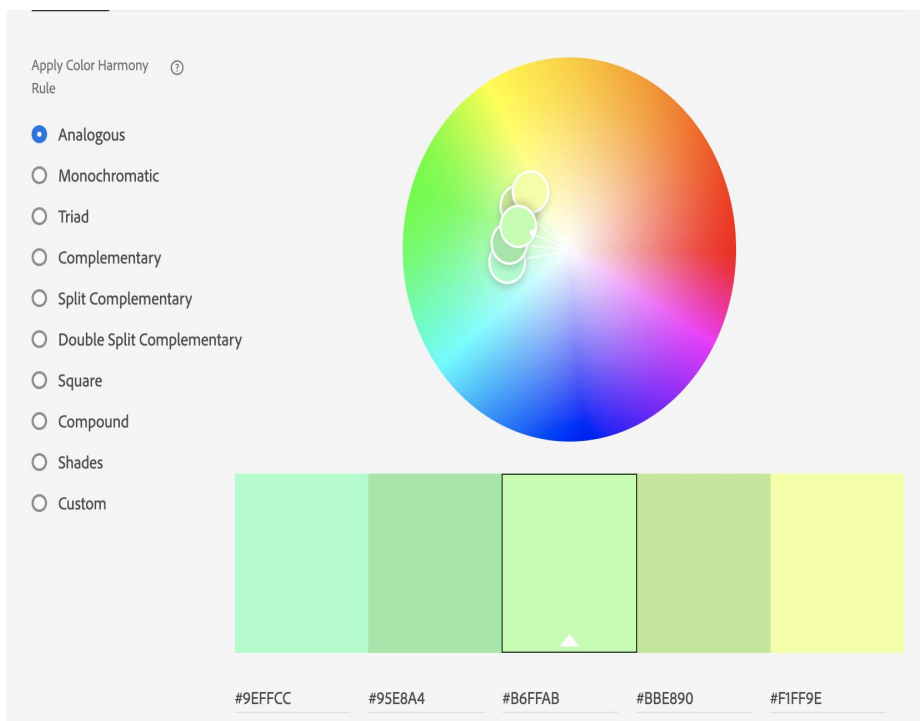 Apply Color Harmony
Rule
?
Analogous
Monochromatic
Triad
Complementary
Split Complementary
Double Split Complementary
Square
Compound
Shades
Custom
#9EFFCC #95E8A4 #B6FFAB #BBE890 #F1FF9E